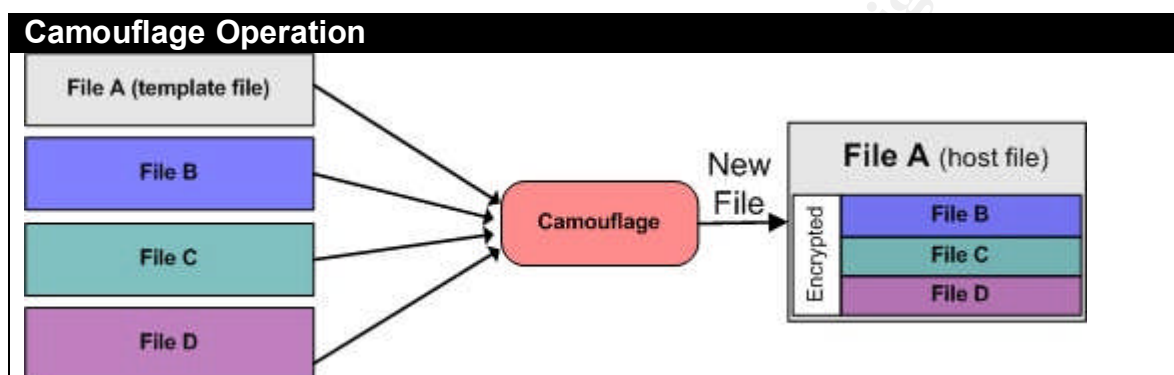 Camouflage Operation
File A (template file)
File B
File C
File D
Camouflage
New
File
File A (host file)
Encrypted
File B
File C
File D